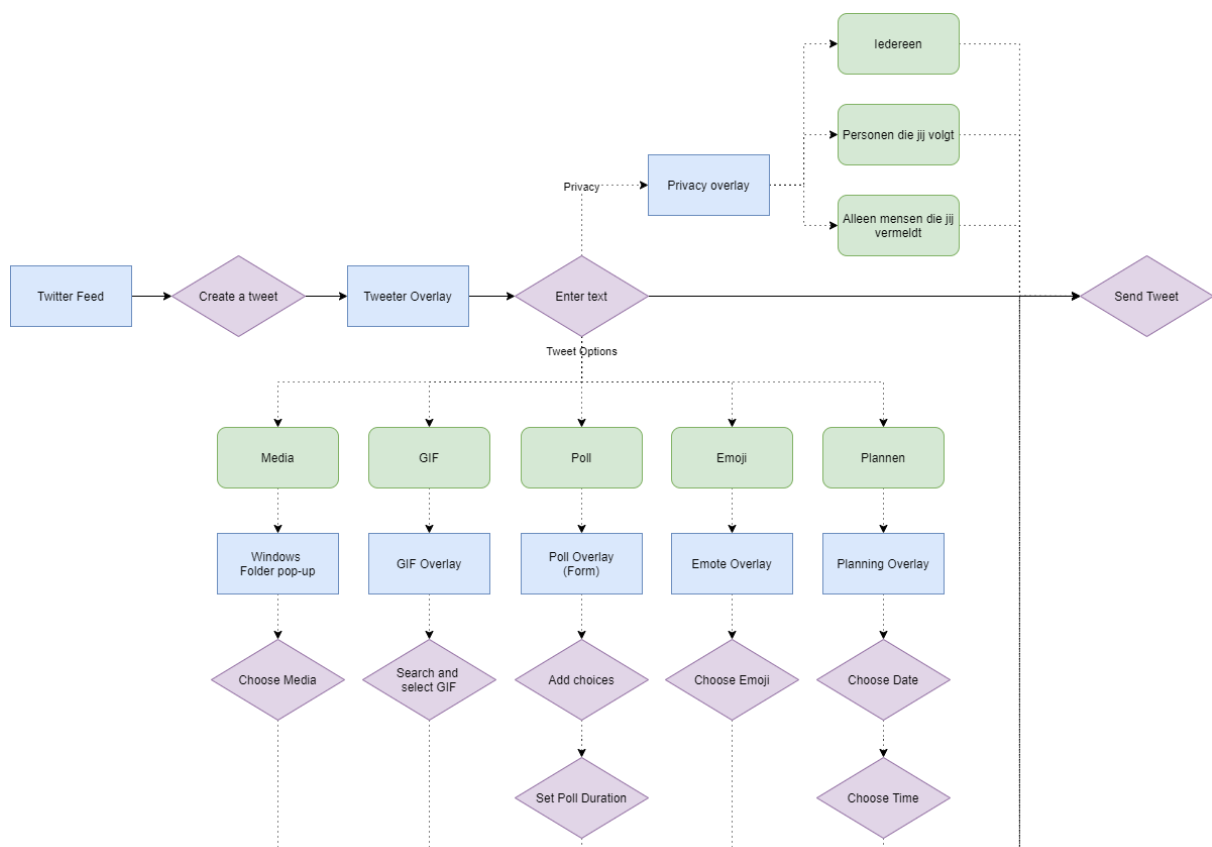 Iedereen
Personen die jij volgt
Privacy
Privacy overlay
Alleen mensen die jij
vermeldt
Twitter Feed
Create a tweet
Tweeter Overlay
Enter text
Send Tweet
Tweet Options
Media
GIF
Poll
Emoji
Plannen
Windows
Folder pop-up
GIF Overlay
Poll Overlay
(Form)
Emote Overlay
Planning Overlay
Choose Media
Search and
select GIF
Add choices
Choose Emoji
Choose Date
Set Poll Duration
Choose Time